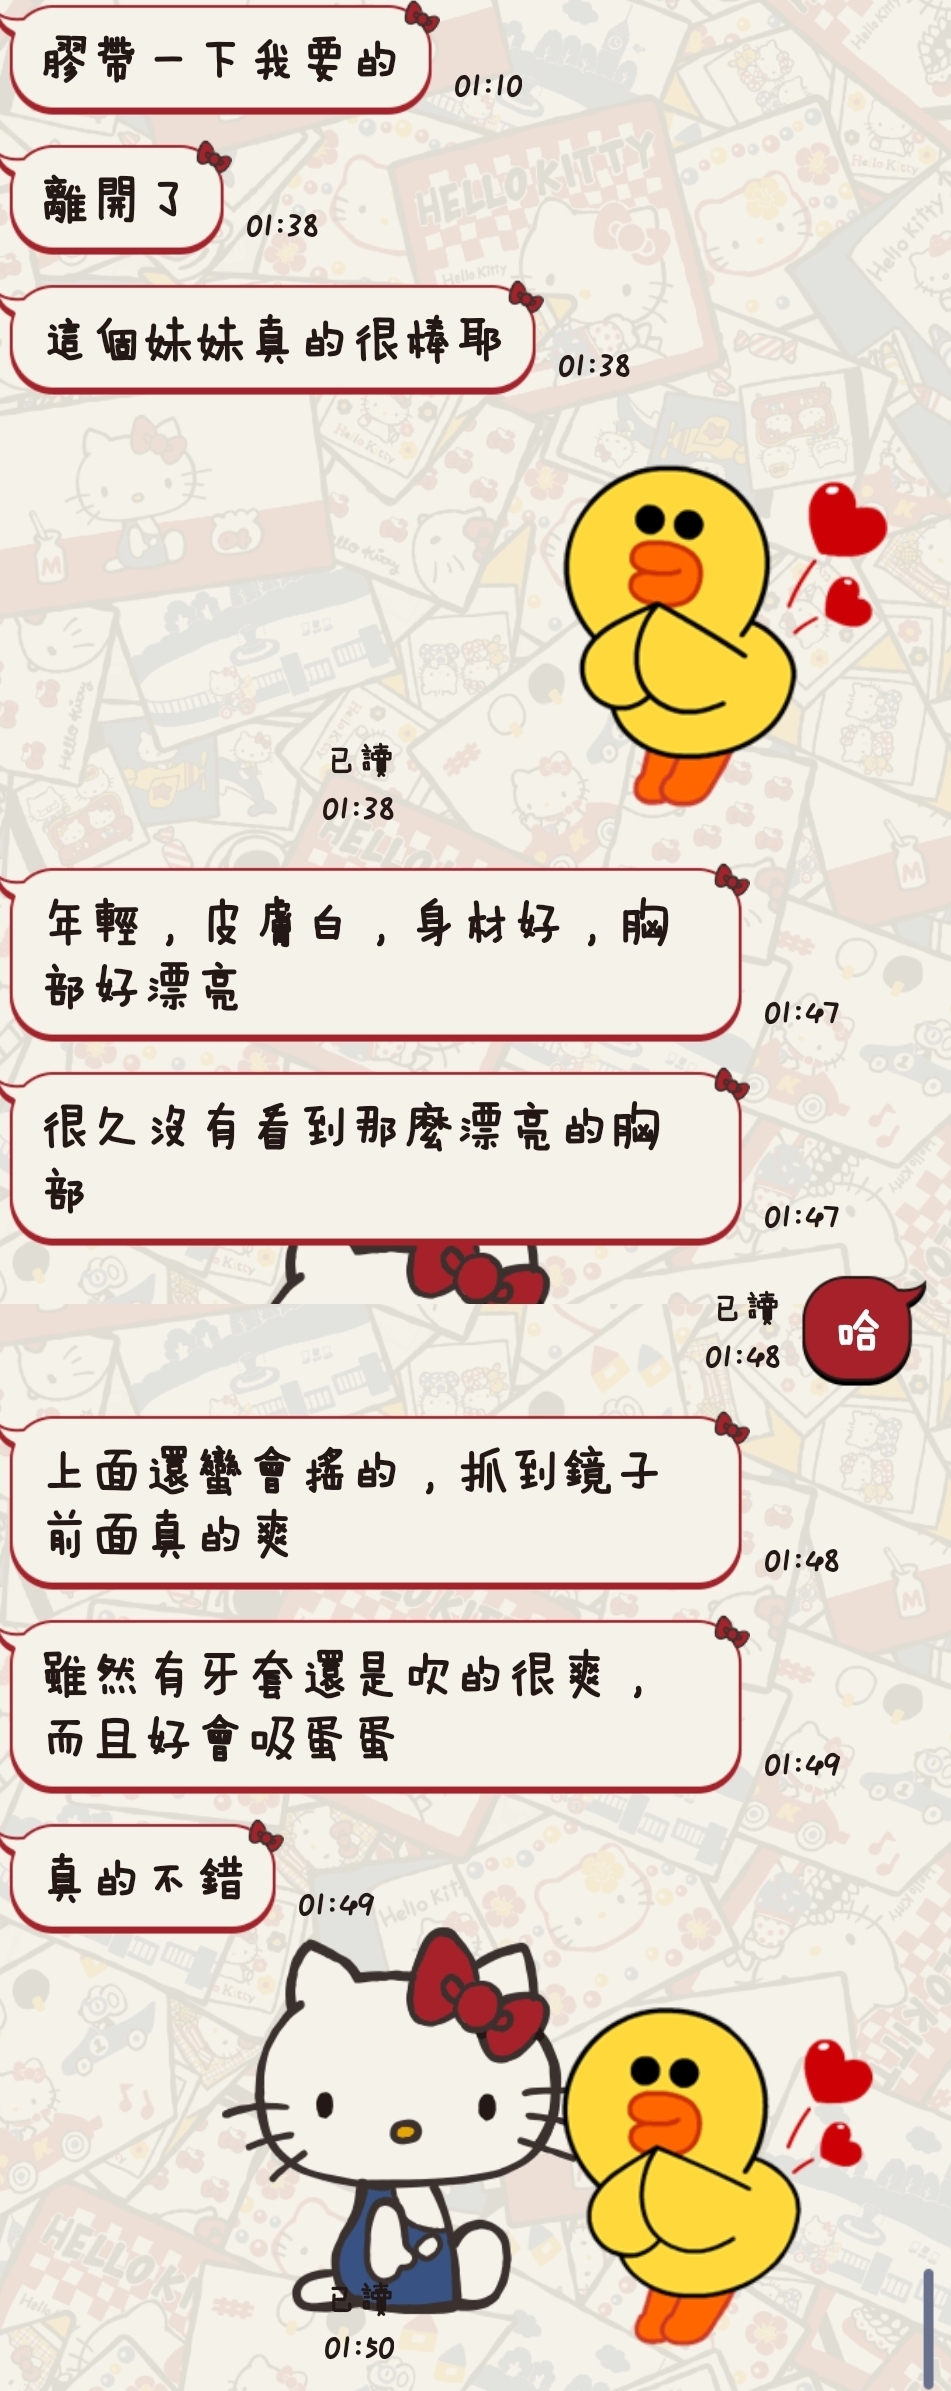 膠帶一下我要的
01:10
離開了
01:38
這個妹妹真的很棒耶
01:38
HELLO KITTY
Hello Kitty
已讀
01:38
年輕，皮膚白，身材好，胸
部好漂亮
01:47
很久沒有看到那麼漂亮的胸
部
01:47
已讀
01:48
哈
上面還蠻會搖的，抓到鏡子
前面真的爽
01:48
雖然有牙套還是吹的很爽，
而且好會吸蛋蛋
01:49
真的不錯
01:49
已讀
01:50